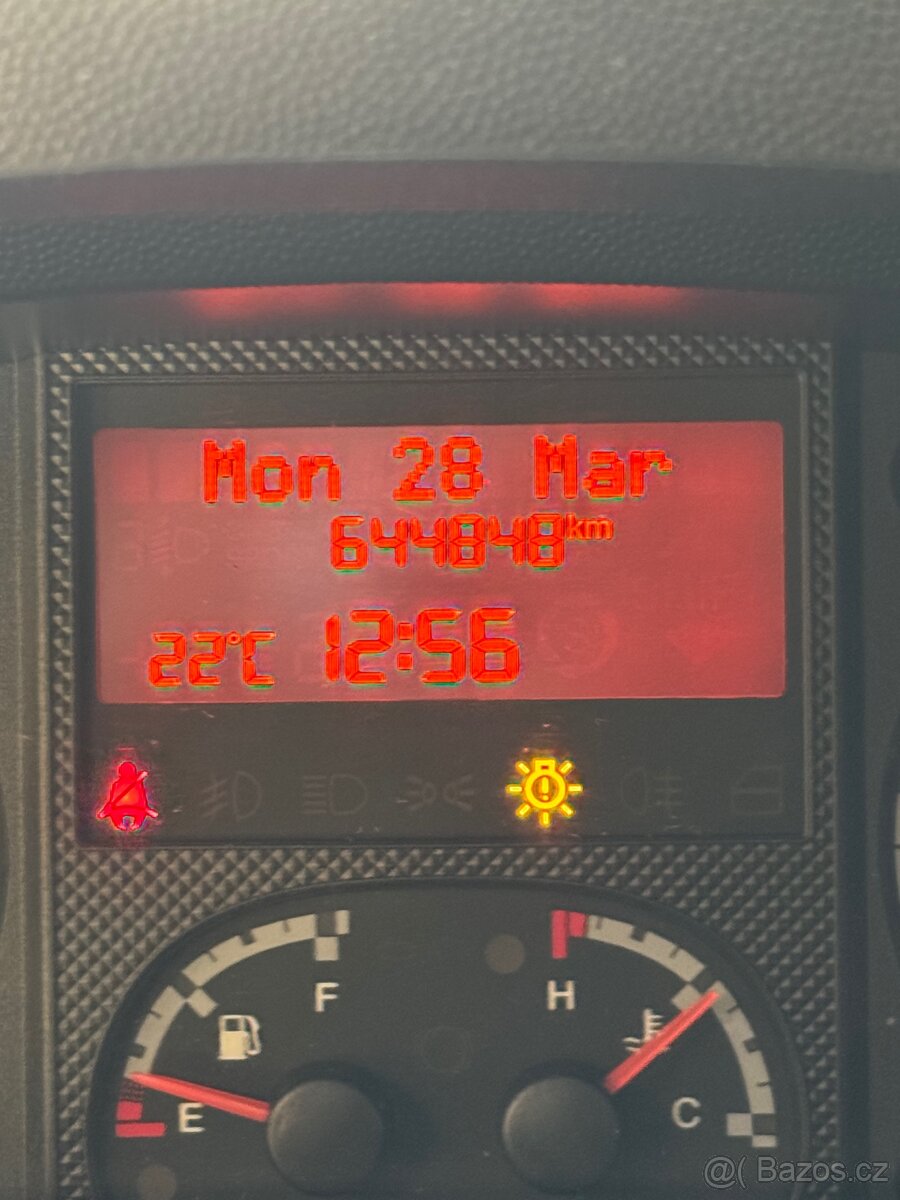 Mon 28 Mar
644848km
22°C 12:56
F H
E C
@( Bazos.cz